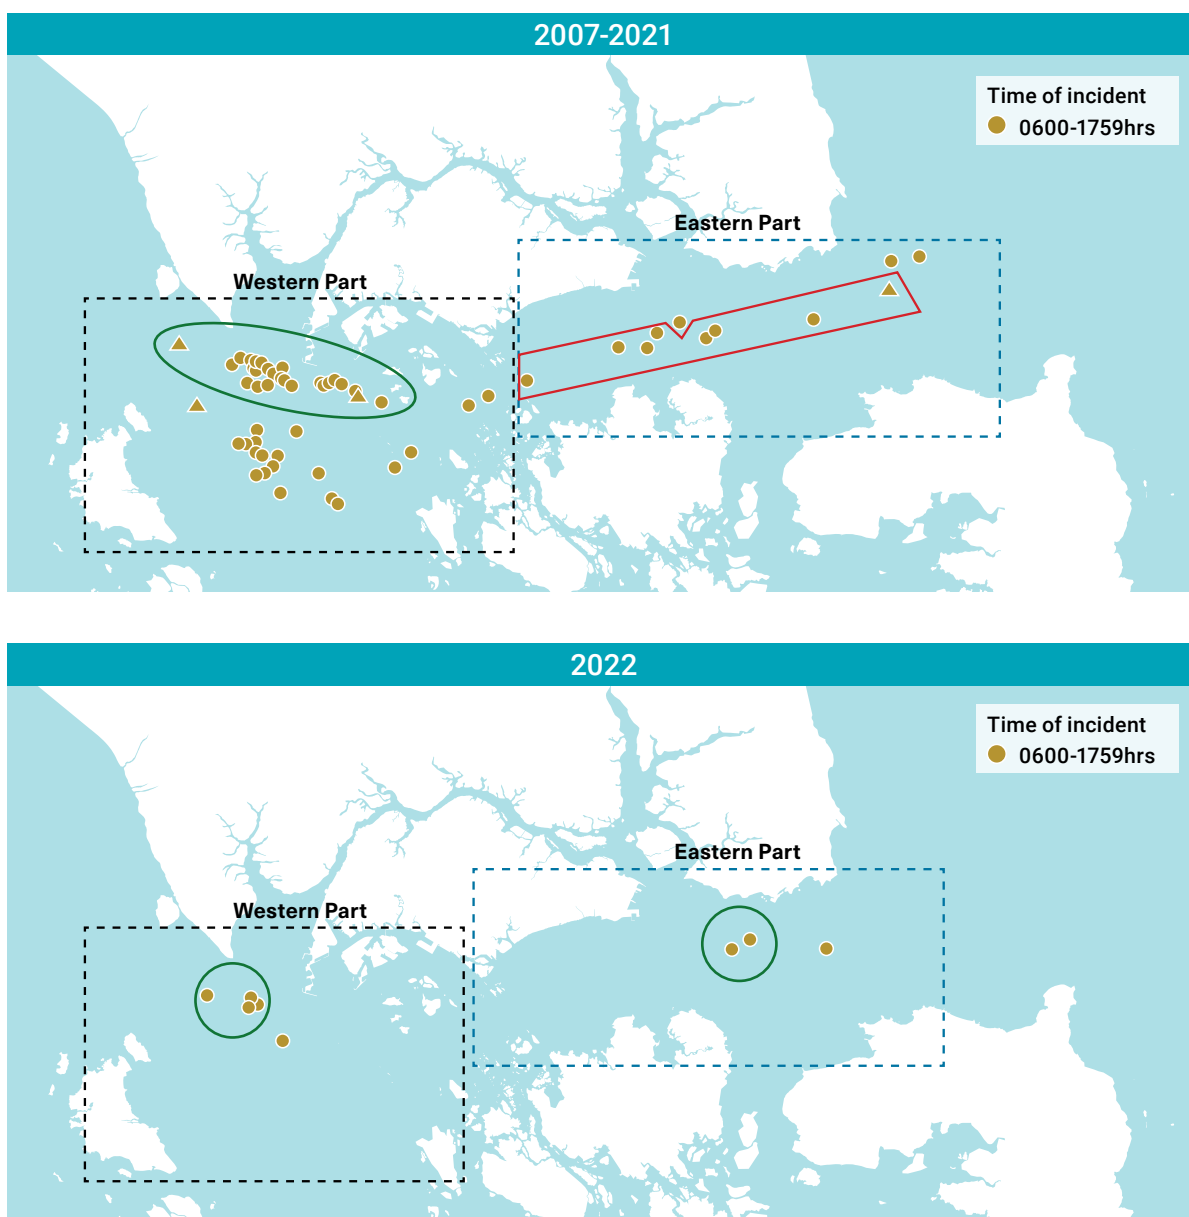 2007-2021
Time of incident
0600-1759hrs
Eastern Part
Western Part
2022
Time of incident
0600-1759hrs
Eastern Part
Western Part